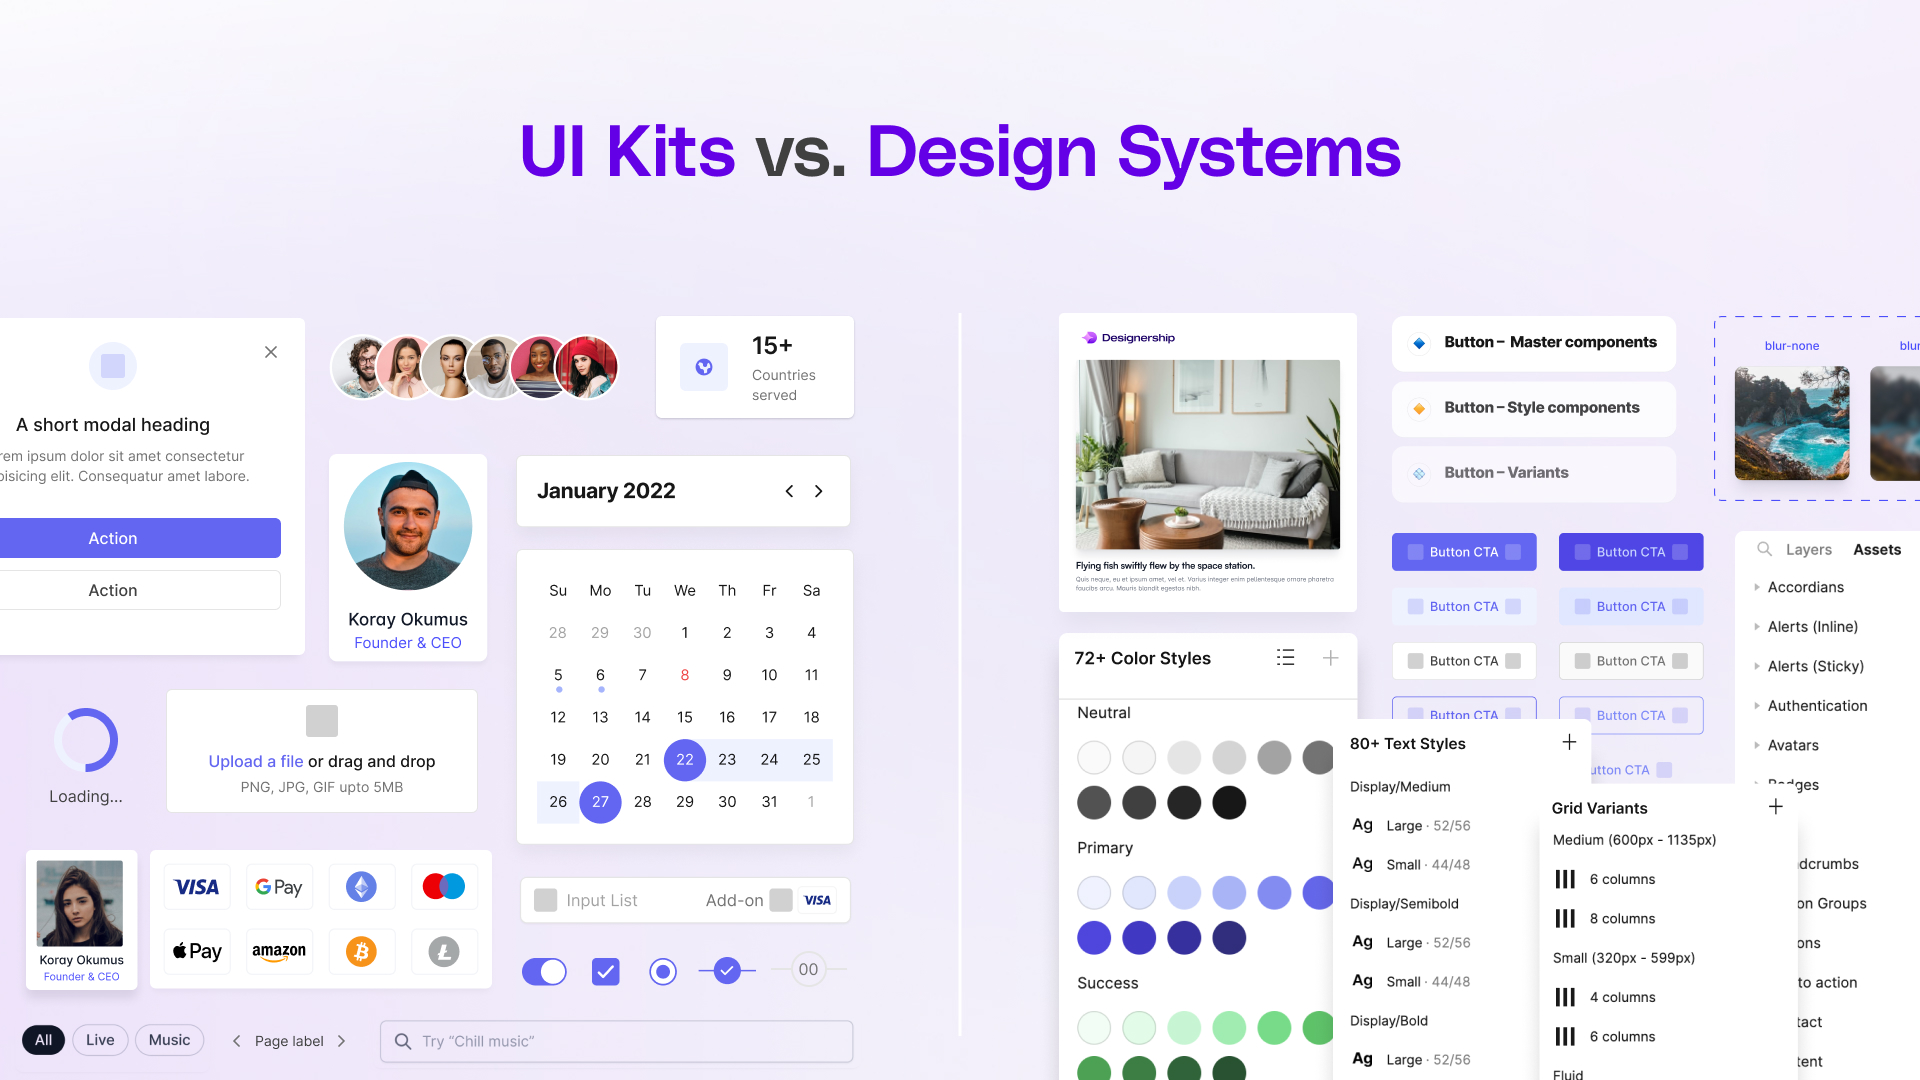 UI Kits vs. Design Systems
A short modal heading
rem ipsum dolor sit amet consectetur
pisicing elit. Consequatur amet labore.
Action
Action
15+
Countries
served
Koray Okumus
Founder & CEO
January 2022
Su Mo Tu We Th Fr Sa
28 29 30 1 2 3 4
5 6 7 8 9 10 11
12 13 14 15 16 17 18
19 20 21 22 23 24 25
26 27 28 29 30 31 1
Loading...
Upload a file or drag and drop
PNG, JPG, GIF upto 5MB
Koray Okumus
Founder & CEO
VISA G Pay
Pay amazon
Input List Add-on VISA
00
All Live Music
Page label
Try “Chill music”
Designership
Flying fish swiftly flew by the space station.
Quis neque, eu et ipsum amet, vel et. Varius integer enim pellentesque ornare pharetra
faucibs arcu. Mauris blandit egestas nibh.
72+ Color Styles
Neutral
Primary
Success
Button – Master components
Button – Style components
Button – Variants
blur-none
blur
Button CTA Button CTA
Button CTA Button CTA
Button CTA Button CTA
Button CTA Button CTA
utton CTA
80+ Text Styles
Display/Medium
Ag Large · 52/56
Ag Small · 44/48
Display/Semibold
Ag Large · 52/56
Ag Small · 44/48
Display/Bold
Ag Large · 52/56
Grid Variants
Medium (600px - 1135px)
6 columns
8 columns
Small (320px - 599px)
4 columns
6 columns
Fluid
Layers Assets
Accordians
Alerts (Inline)
Alerts (Sticky)
Authentication
Avatars
Badges
dcrumbs
on Groups
ons
to action
tact
tent